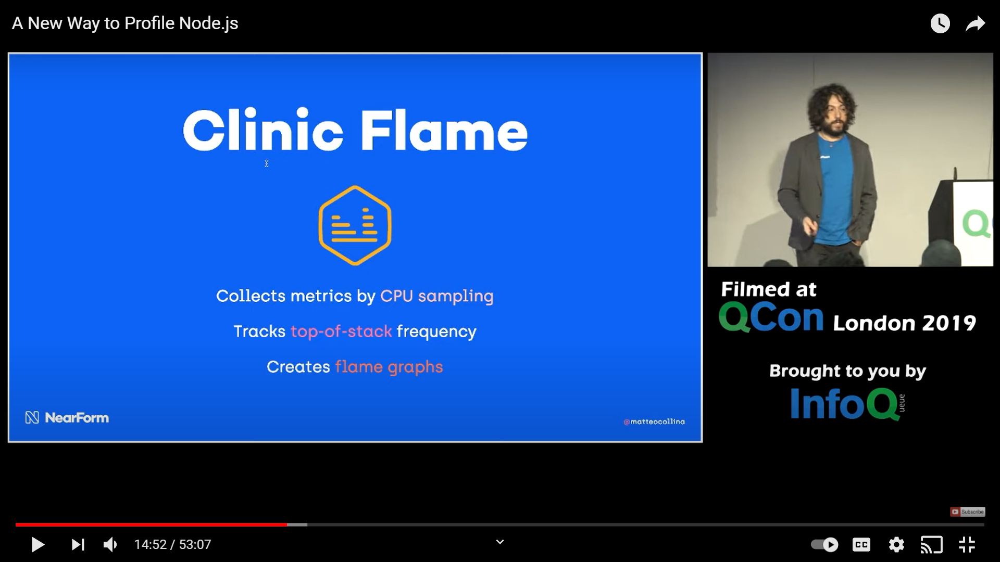 A New Way to Profile Node.js
Clinic Flame
Collects metrics by CPU sampling
Tracks top-of-stack frequency
Creates flame graphs
NearForm
@matteocollina
Q
Filmed at
QCon London 2019
Brought to you by
InfoQ
queue
Subscribe
14:52 / 53:07
CC